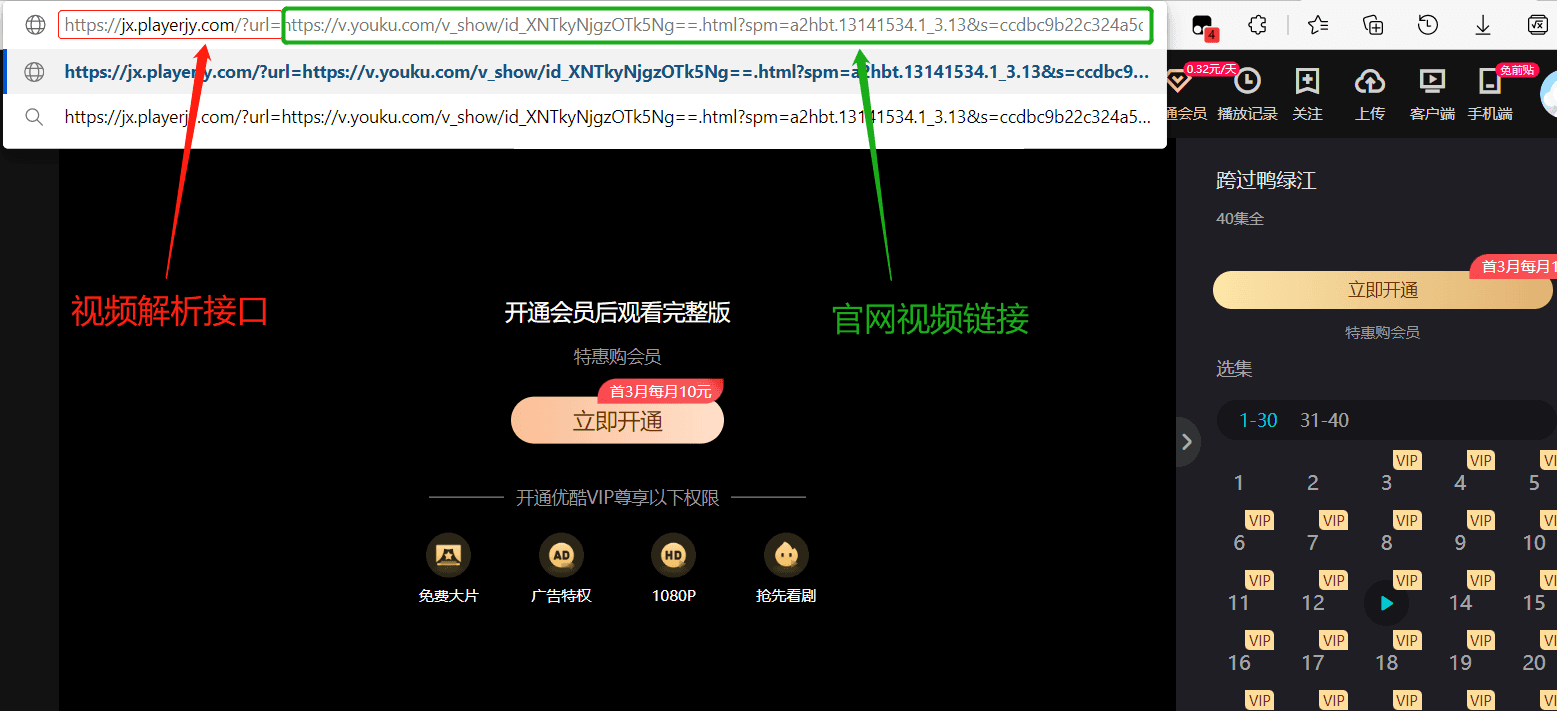 https://jx.playerjy.com/?url=https://v.youku.com/v_show/id_XNTkyNjgzOTk5Ng==.html?spm=a2hbt.13141534.1_3.13&s=ccdbc9b22c324a5c
4
https://jx.playerjy.com/?url=https://v.youku.com/v_show/id_XNTkyNjgzOTk5Ng==.html?spm=a2hbt.13141534.1_3.13&s=ccdbc9...
https://jx.playerjy.com/?url=https://v.youku.com/v_show/id_XNTkyNjgzOTk5Ng==.html?spm=a2hbt.13141534.1_3.13&s=ccdbc9b22c324a5...
0.32元/天
免前贴
通会员 播放记录 关注 上传 客户端 手机端
视频解析接口
官网视频链接
开通会员后观看完整版
特惠购会员
首3月每月10元
立即开通
开通优酷VIP尊享以下权限
AD
HD
免费大片 广告特权 1080P 抢先看剧
跨过鸭绿江
40集全
首3月每月1
立即开通
特惠购会员
选集
1-30 31-40
VIP VIP VI
1 2 3 4 5
VIP VIP VIP VIP VI
6 7 8 9 10
VIP VIP VIP VIP VI
11 12 14 15
VIP VIP VIP VIP VI
16 17 18 19 20
VIP VIP VIP VIP VI